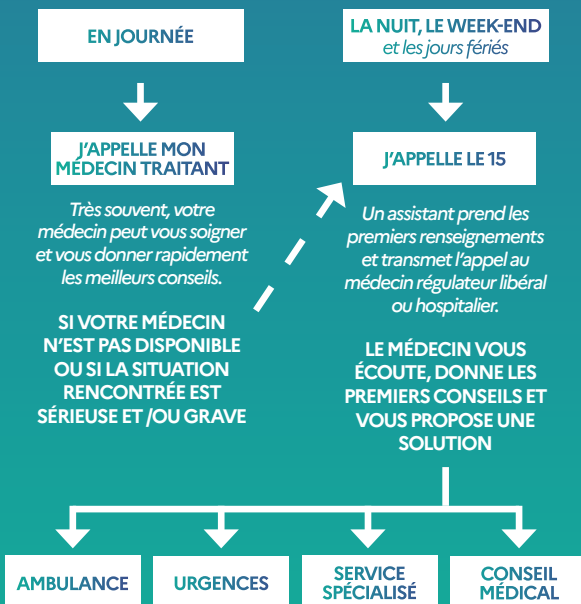 EN JOURNÉE
J'APPELLE MON
MÉDECIN TRAITANT
Très souvent, votre
médecin peut vous soigner
et vous donner rapidement
les meilleurs conseils.
SI VOTRE MÉDECIN
N'EST PAS DISPONIBLE
OU SI LA SITUATION
RENCONTRÉE EST
SÉRIEUSE ET /OU GRAVE
LA NUIT, LE WEEK-END
et les jours fériés
J'APPELLE LE 15
Un assistant prend les
premiers renseignements
et transmet l'appel au
médecin régulateur libéral
ou hospitalier.
LE MÉDECIN VOUS
ÉCOUTE, DONNE LES
PREMIERS CONSEILS ET
VOUS PROPOSE UNE
SOLUTION
AMBULANCE
URGENCES
SERVICE
SPÉCIALISÉ
CONSEIL
MÉDICAL